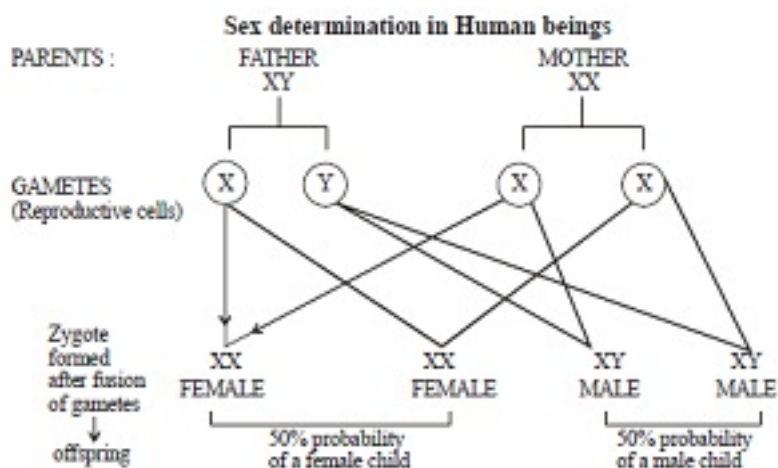 Sex determination in Human beings
PARENTS : FATHER MOTHER
XY XX
GAMETES X Y X X
(Reproductive cells)
Zygote
formed
after fusion
of gametes
offspring
XX XX XY XY
FEMALE FEMALE MALE MALE
50% probability
of a female child
50% probability
of a male child